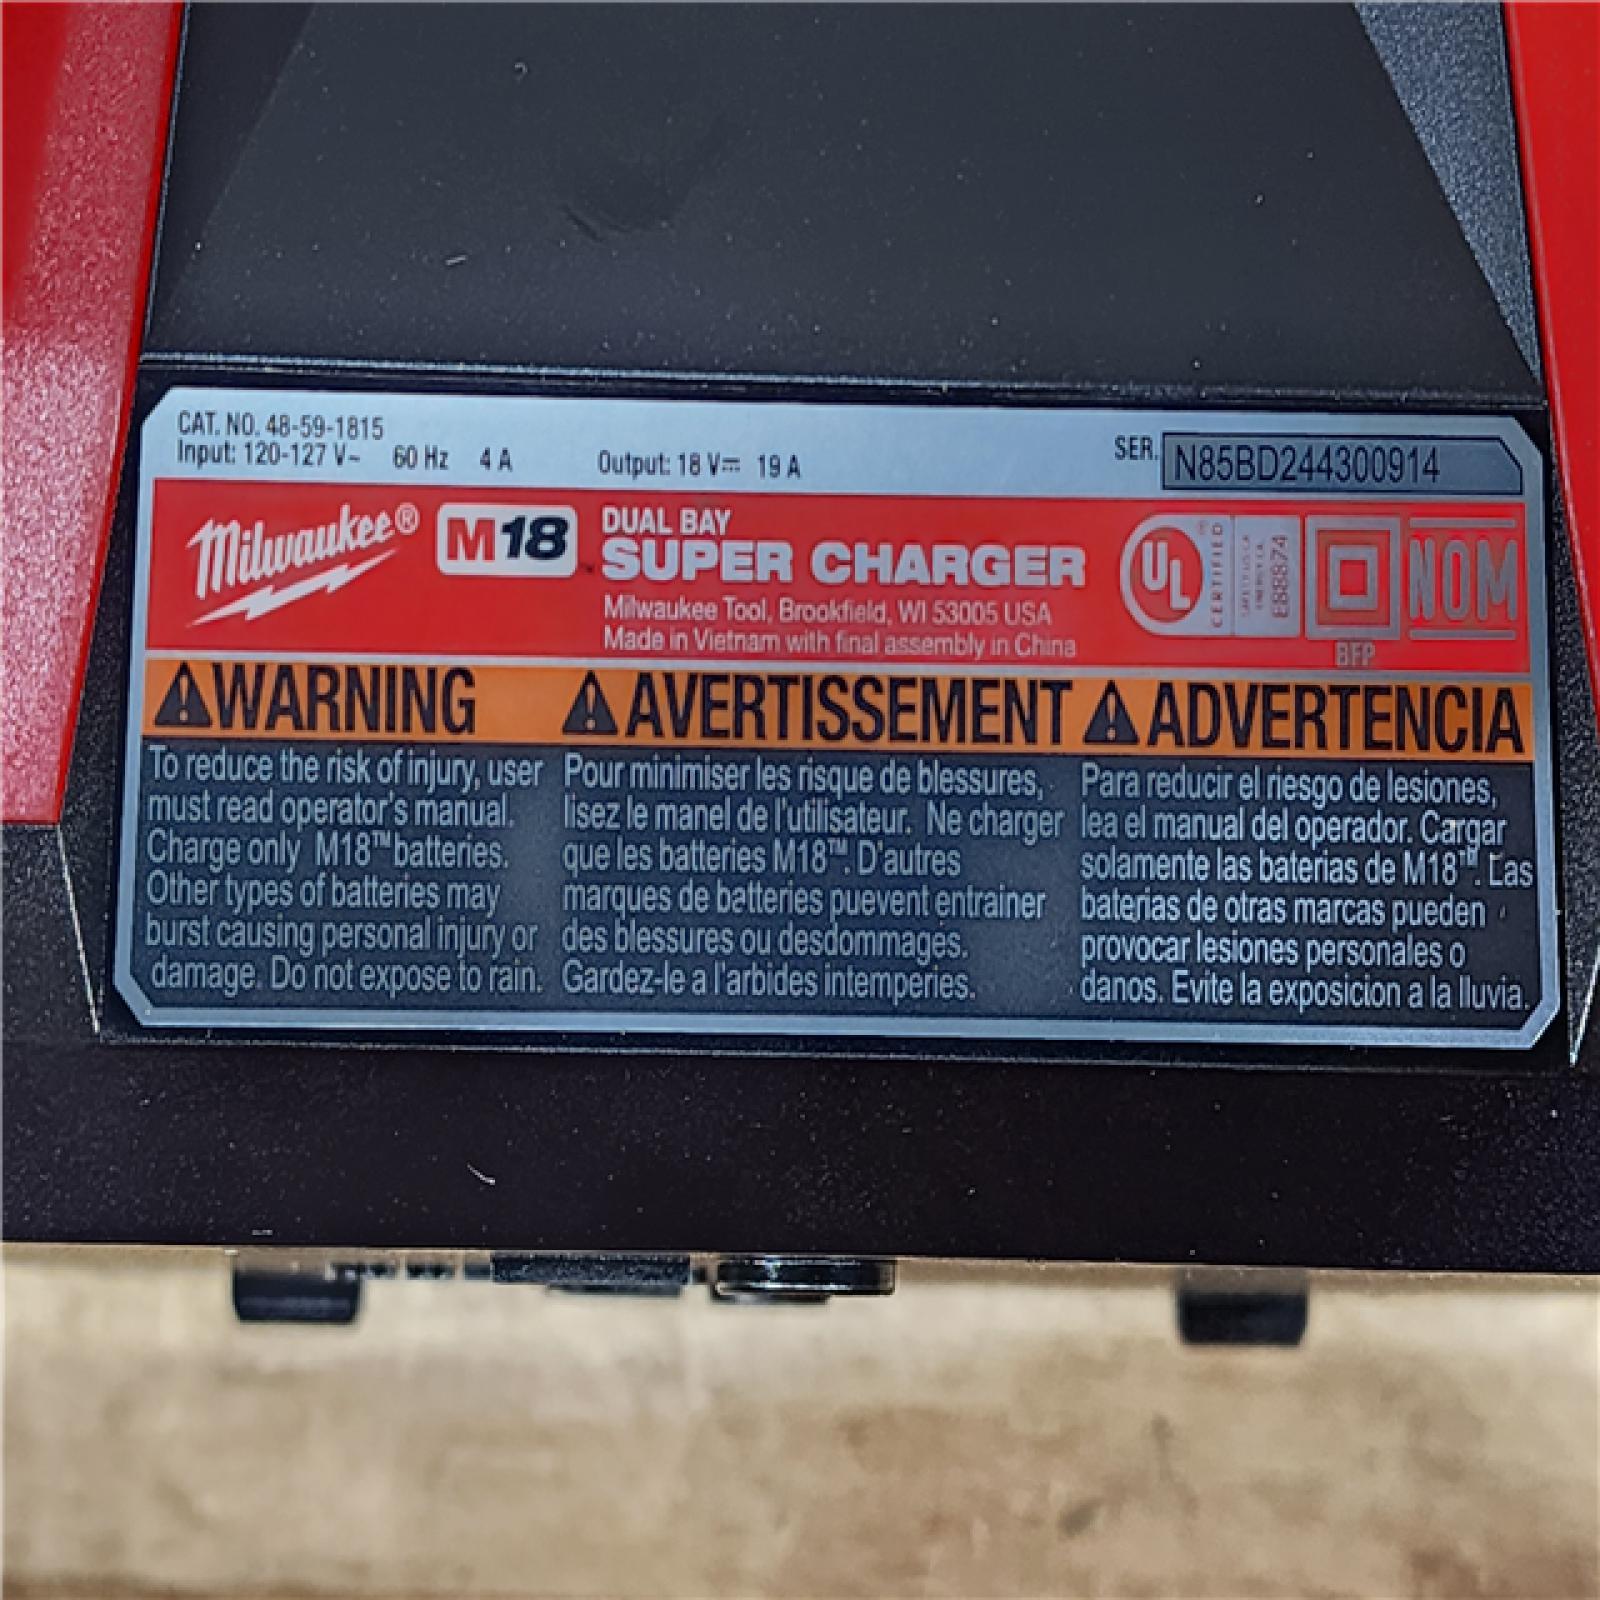 CAT. NO. 48-59-1815
Input: 120-127 V~ 60 Hz 4 A Output: 18 V⎓ 19 A
SER. N85BD244300914
Milwaukee® M18 DUAL BAY
SUPER CHARGER
Milwaukee Tool, Brookfield, WI 53005 USA
Made in Vietnam with final assembly in China
UL® CERTIFIED
E88874
BFP
NOM
WARNING
To reduce the risk of injury, user
must read operator's manual.
Charge only M18™ batteries.
Other types of batteries may
burst causing personal injury or
damage. Do not expose to rain.
AVERTISSEMENT
Pour minimiser les risque de blessures,
lisez le manel de l'utilisateur. Ne charger
que les batteries M18™. D'autres
marques de batteries puevent entrainer
des blessures ou desdommages.
Gardez-le a l'arbides intemperies.
ADVERTENCIA
Para reducir el riesgo de lesiones,
lea el manual del operador. Cargar
solamente las baterias de M18™. Las
baterias de otras marcas pueden
provocar lesiones personales o
danos. Evite la exposicion a la lluvia.